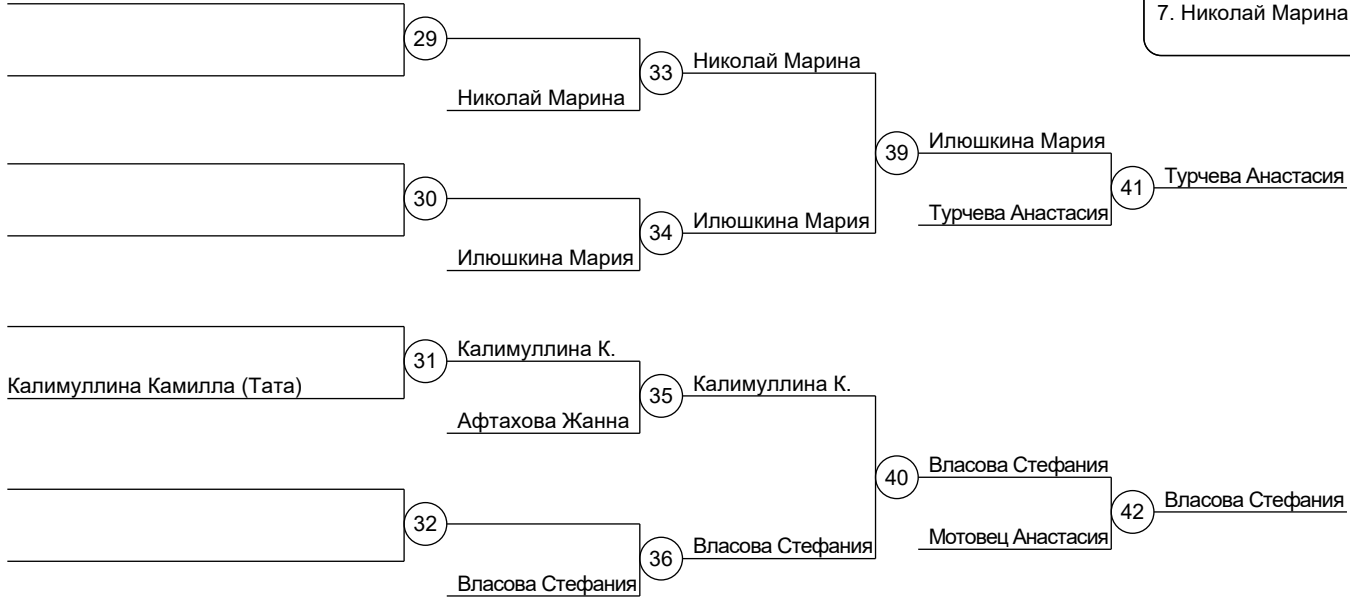 7. Николай Марина
29
33
Николай Марина
Николай Марина
39
Илюшкина Мария
41
Турчева Анастасия
30
34
Илюшкина Мария
Турчева Анастасия
Илюшкина Мария
31
Калимуллина К.
Калимуллина Камилла (Тата)
35
Калимуллина К.
Афтахова Жанна
40
Власова Стефания
42
Власова Стефания
32
36
Власова Стефания
Мотовец Анастасия
Власова Стефания